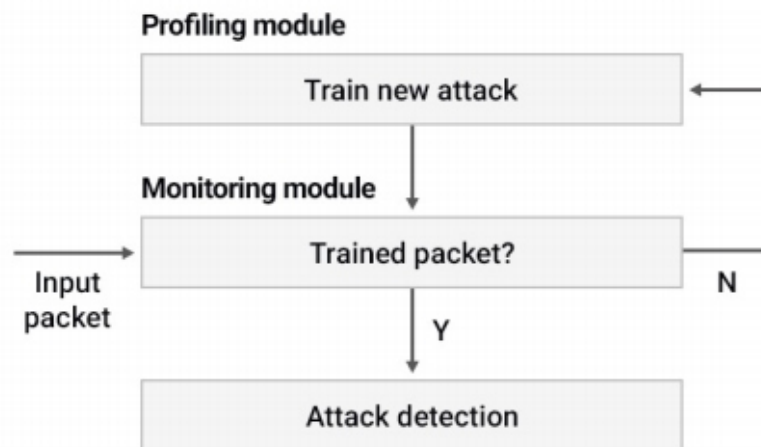 Profiling module
Train new attack
Monitoring module
Trained packet?
Input
packet
N
Y
Attack detection